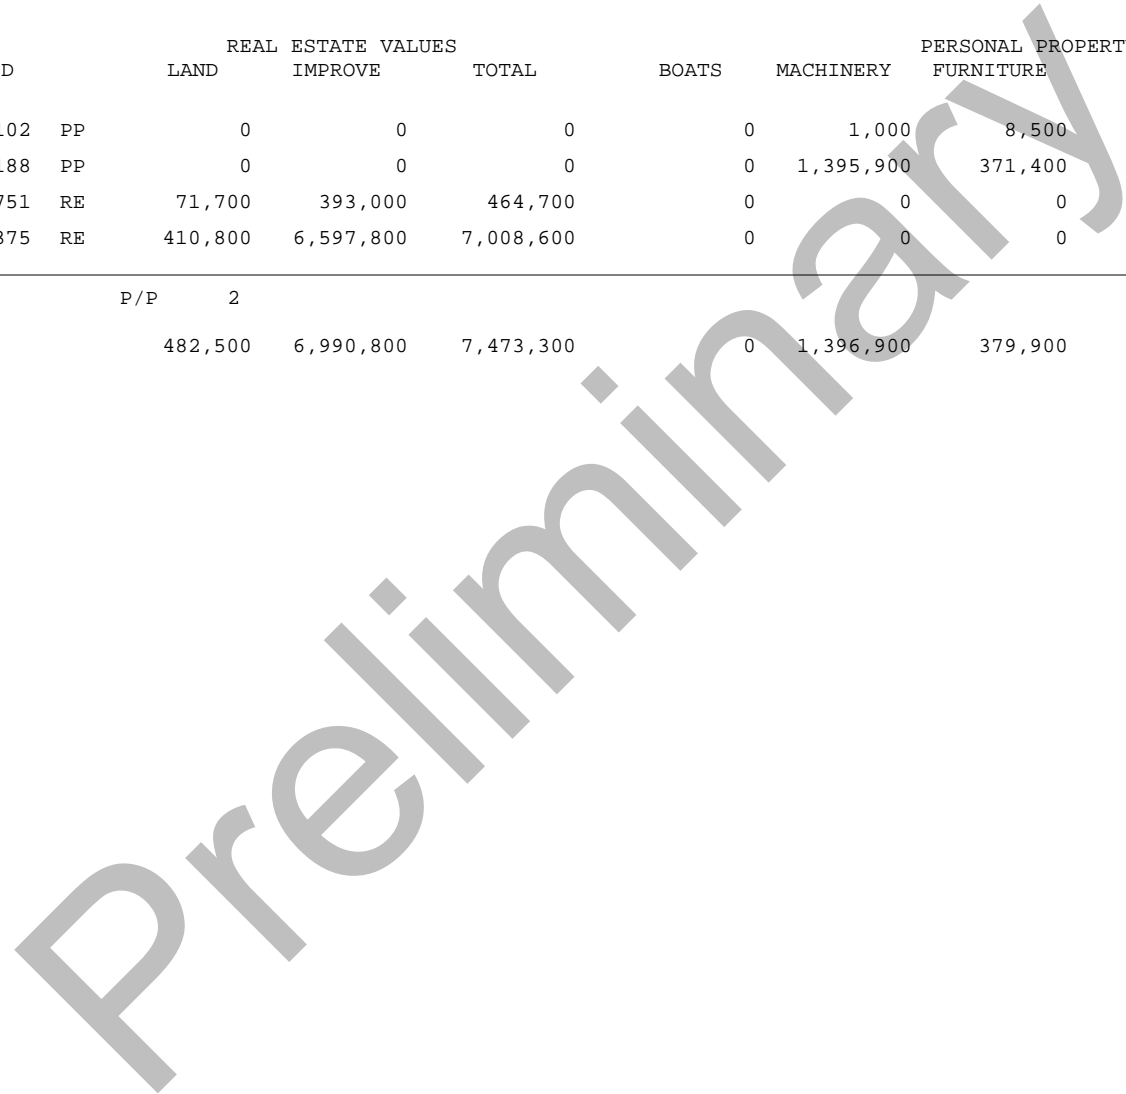 REAL ESTATE VALUES PERSONAL PROPERT
D LAND IMPROVE TOTAL BOATS MACHINERY FURNITURE
102 PP 0 0 0 0 1,000 8,500
188 PP 0 0 0 0 1,395,900 371,400
751 RE 71,700 393,000 464,700 0 0 0
375 RE 410,800 6,597,800 7,008,600 0 0 0
P/P 2
482,500 6,990,800 7,473,300 0 1,396,900 379,900
Preliminary